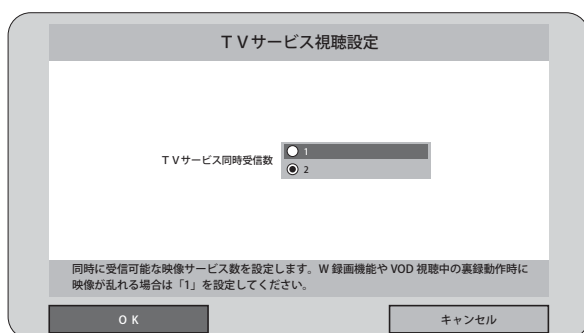 ＴＶサービス視聴設定
ＴＶサービス同時受信数
1
2
同時に受信可能な映像サービス数を設定します。W 録画機能や VOD 視聴中の裏録動作時に
映像が乱れる場合は「1」を設定してください。
ＯＫ
キャンセル